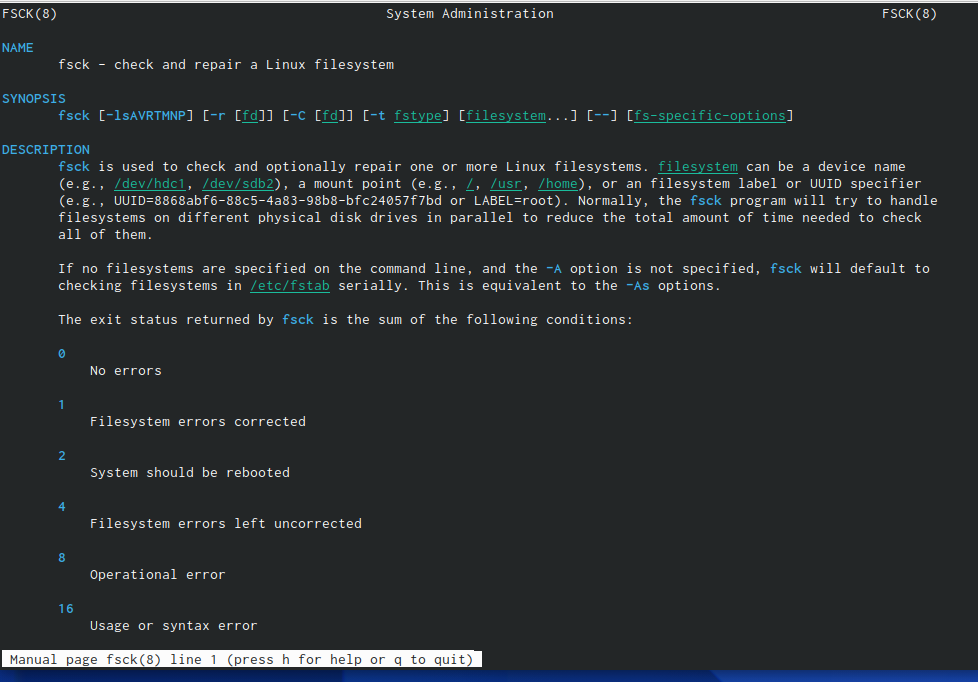 FSCK(8) System Administration FSCK(8)
NAME
fsck - check and repair a Linux filesystem
SYNOPSIS
fsck [-lsAVRTMNP] [-r [fd]] [-C [fd]] [-t fstype] [filesystem...] [--] [fs-specific-options]
DESCRIPTION
fsck is used to check and optionally repair one or more Linux filesystems. filesystem can be a device name
(e.g., /dev/hdc1, /dev/sdb2), a mount point (e.g., /, /usr, /home), or an filesystem label or UUID specifier
(e.g., UUID=8868abf6-88c5-4a83-98b8-bfc24057f7bd or LABEL=root). Normally, the fsck program will try to handle
filesystems on different physical disk drives in parallel to reduce the total amount of time needed to check
all of them.
If no filesystems are specified on the command line, and the -A option is not specified, fsck will default to
checking filesystems in /etc/fstab serially. This is equivalent to the -As options.
The exit status returned by fsck is the sum of the following conditions:
0
No errors
1
Filesystem errors corrected
2
System should be rebooted
4
Filesystem errors left uncorrected
8
Operational error
16
Usage or syntax error
Manual page fsck(8) line 1 (press h for help or q to quit)